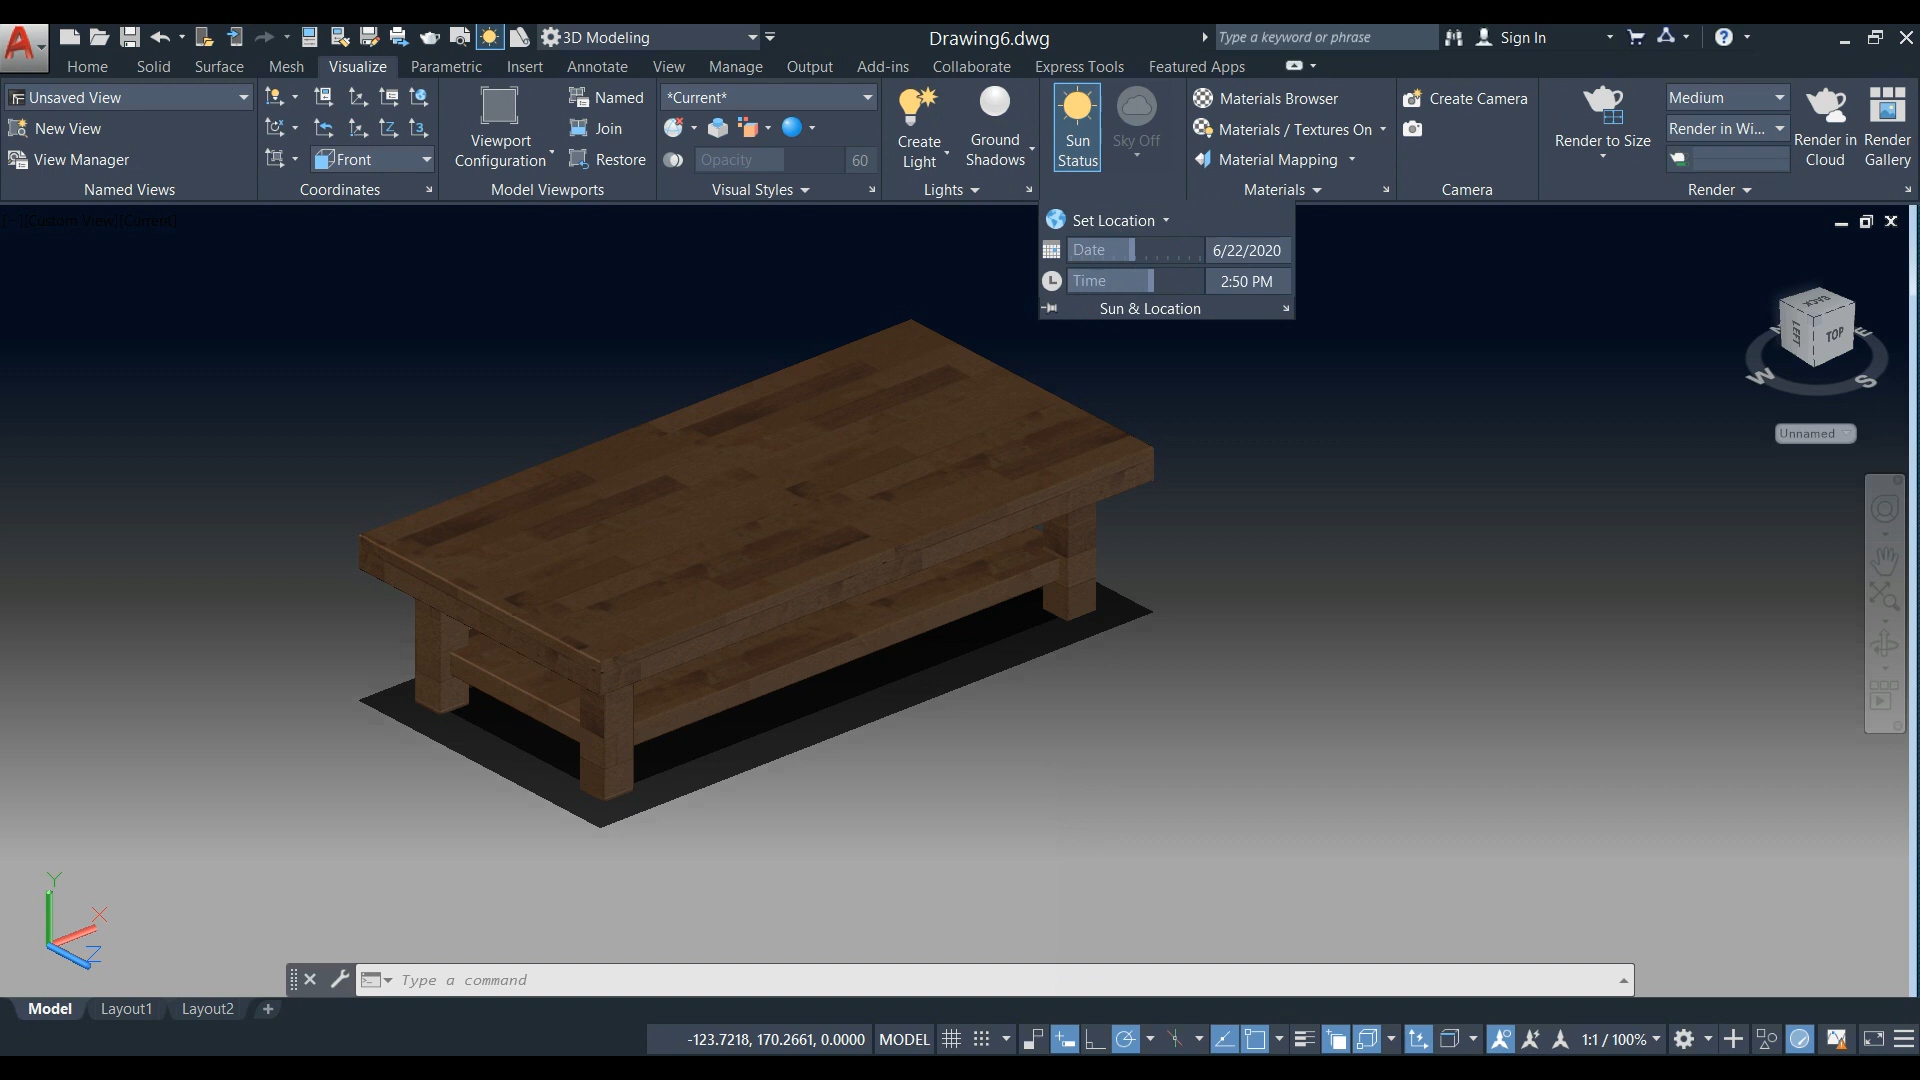 3D Modeling
Drawing6.dwg
Type a keyword or phrase
Sign In
Home Solid Surface Mesh Visualize Parametric Insert Annotate View Manage Output Add-ins Collaborate Express Tools Featured Apps
Unsaved View
New View
View Manager
Named Views
Front
Coordinates
Viewport
Configuration
Named
Join
Restore
Model Viewports
*Current*
Opacity 60
Visual Styles
Create
Light
Ground
Shadows
Lights
Sun
Status
Sky Off
Materials Browser
Materials / Textures On
Material Mapping
Materials
Create Camera
Camera
Render to Size
Medium
Render in Wi...
Render in
Cloud
Render
Gallery
Render
[−][Custom View][Current]
Set Location
Date 6/22/2020
Time 2:50 PM
Sun & Location
BACK
LEFT
TOP
W
S
E
Unnamed
Y
X
Z
Type a command
Model Layout1 Layout2
-123.7218, 170.2661, 0.0000 MODEL 1:1 / 100%